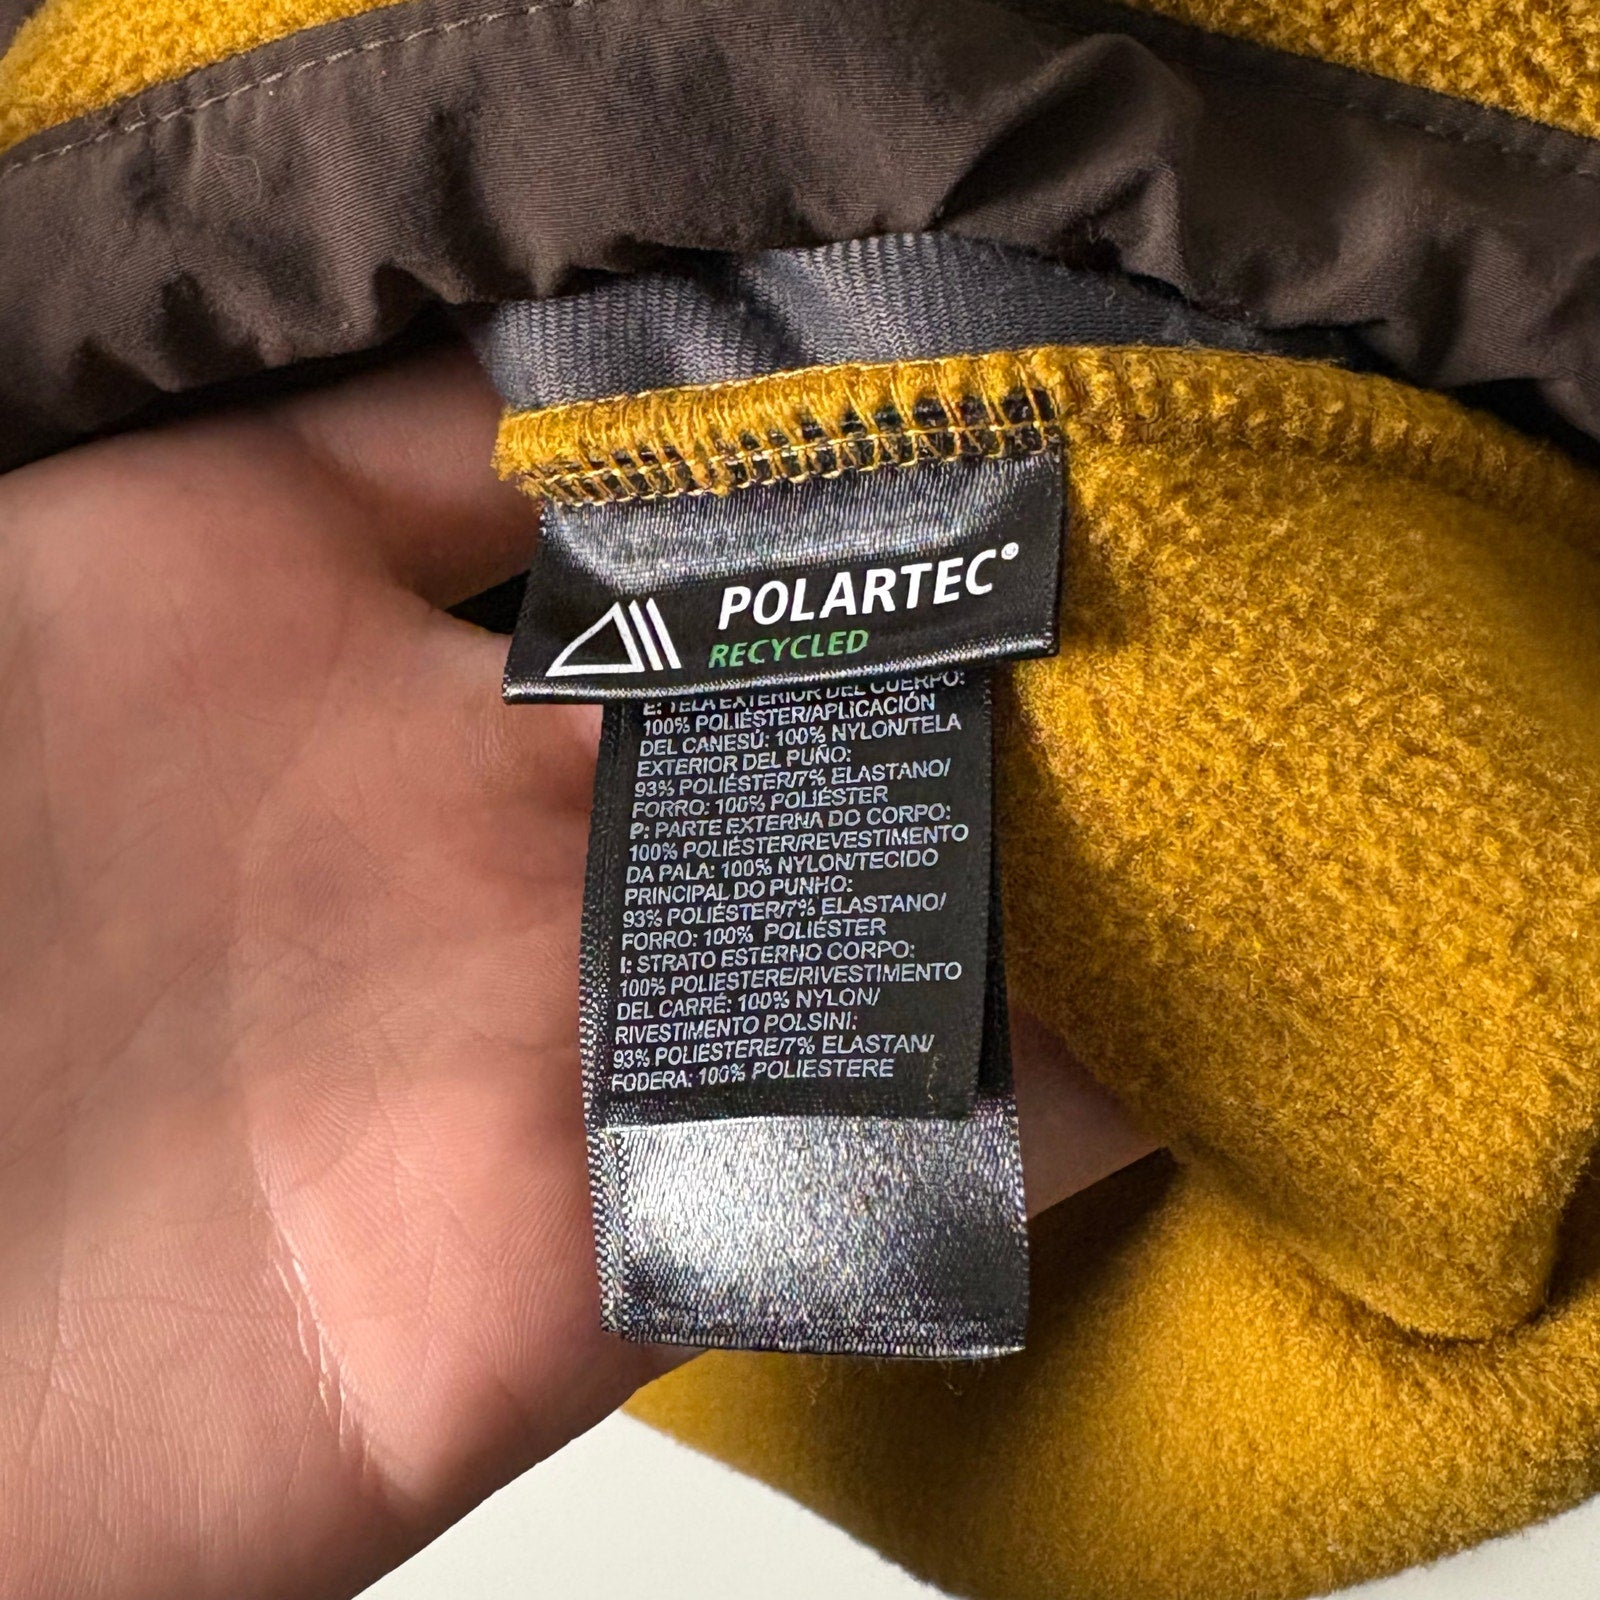 POLARTEC®
RECYCLED
E: TELA EXTERIOR DEL CUERPO:
100% POLIÉSTER/APLICACIÓN
DEL CANESÚ: 100% NYLON/TELA
EXTERIOR DEL PUÑO:
93% POLIÉSTER/7% ELASTANO/
FORRO: 100% POLIÉSTER
P: PARTE EXTERNA DO CORPO:
100% POLIÉSTER/REVESTIMENTO
DA PALA: 100% NYLON/TECIDO
PRINCIPAL DO PUNHO:
93% POLIÉSTER/7% ELASTANO/
FORRO: 100% POLIÉSTER
I: STRATO ESTERNO CORPO:
100% POLIESTERE/RIVESTIMENTO
DEL CARRÉ: 100% NYLON/
RIVESTIMENTO POLSINI:
93% POLIESTERE/7% ELASTAN/
FODERA: 100% POLIESTERE